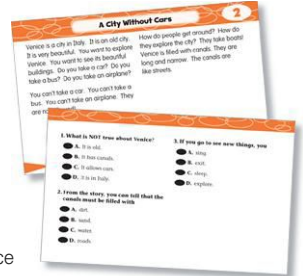 A City Without Cars
2
Venice is a city in Italy. It is an old city.
It is very beautiful. You want to explore
Venice. You want to see its beautiful
buildings. Do you take a car? Do you
take a bus? Do you take an airplane?
You can't take a car. You can't take a
bus. You can't take an airplane. They
are
How do people get around? How do
they explore the city? They take boats!
Venice is filled with canals. They are
long and narrow. The canals are
like streets.
1. What is NOT true about Venice?
A. It is old.
B. It has canals.
C. It allows cars.
D. It is in Italy.
2. From the story, you can tell that the
canals must be filled with
A. dirt.
B. sand.
C. water.
D. roads.
3. If you go to see new things, you
A. sing.
B. exit.
C. sleep.
D. explore.
ce